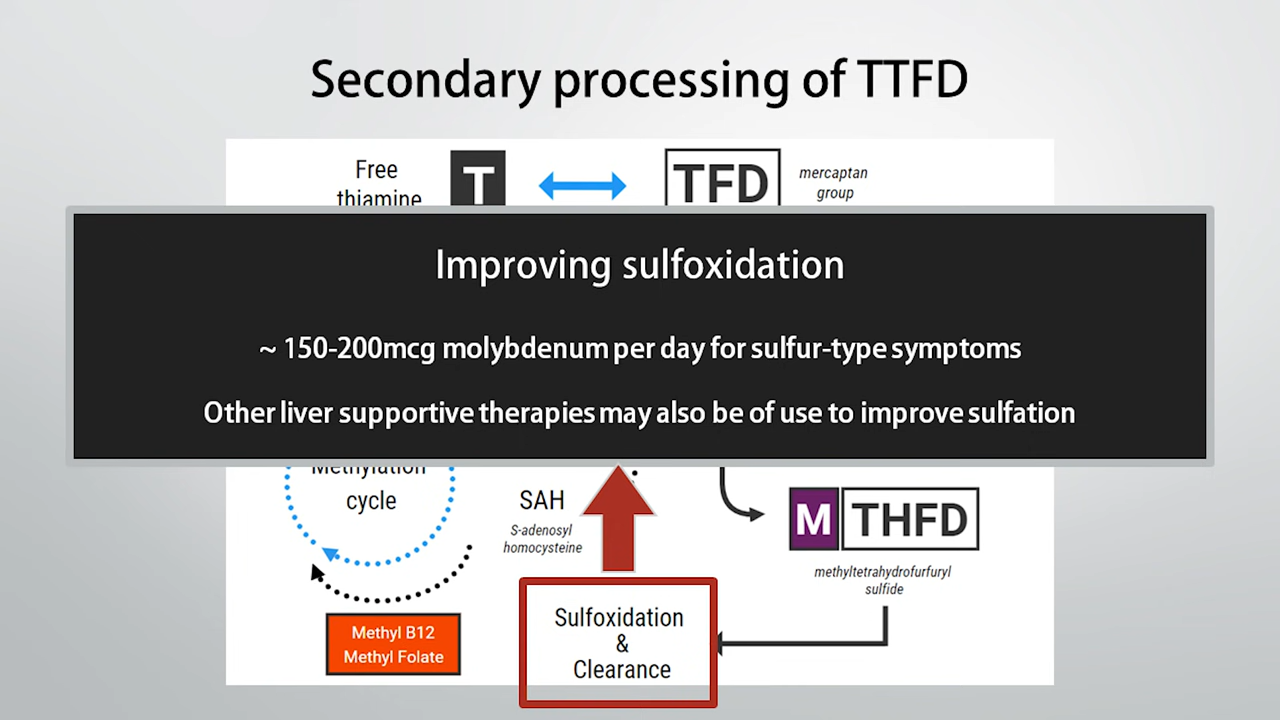 Secondary processing of TTFD
Free
thiamine
T
TFD
mercaptan
group
Improving sulfoxidation
~ 150-200mcg molybdenum per day for sulfur-type symptoms
Other liver supportive therapies may also be of use to improve sulfation
Methylation
cycle
SAH
S-adenosyl
homocysteine
M THFD
methyltetrahydrofurfuryl
sulfide
Methyl B12
Methyl Folate
Sulfoxidation
&
Clearance